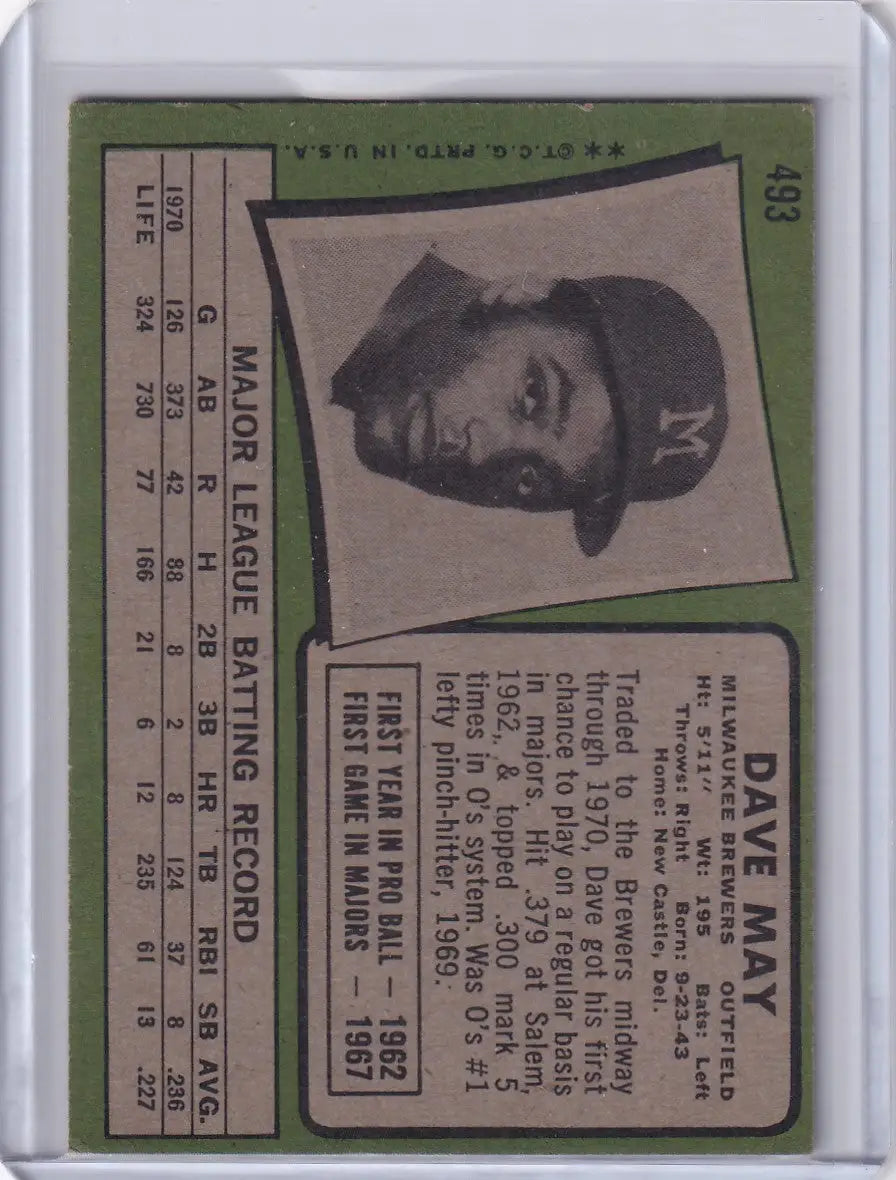 493
** ©T.C.G. PRTD. IN U.S.A.
M
DAVE MAY
MILWAUKEE BREWERS OUTFIELD
Ht: 5'11" Wt: 195 Bats: Left
Throws: Right Born: 9-23-43
Home: New Castle, Del.
Traded to the Brewers midway
through 1970, Dave got his first
chance to play on a regular basis
in majors. Hit .379 at Salem,
1962, & topped .300 mark 5
times in O's system. Was O's #1
lefty pinch-hitter, 1969.
FIRST YEAR IN PRO BALL — 1962
FIRST GAME IN MAJORS — 1967
MAJOR LEAGUE BATTING RECORD
G AB R H 2B 3B HR TB RBI SB AVG.
1970 126 373 42 88 8 2 8 124 37 8 .236
LIFE 324 730 77 166 21 6 12 235 61 13 .227